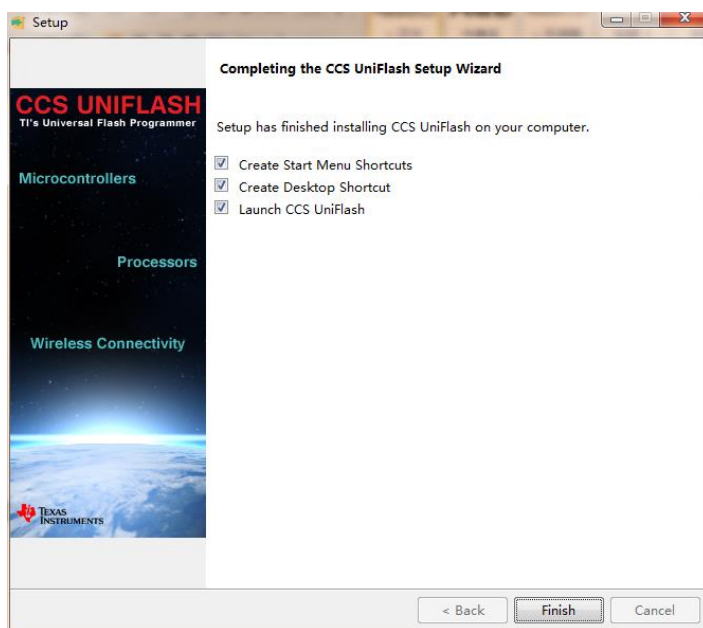 Setup
Completing the CCS UniFlash Setup Wizard
CCS UNIFLASH
TI's Universal Flash Programmer
Setup has finished installing CCS UniFlash on your computer.
Create Start Menu Shortcuts
Create Desktop Shortcut
Launch CCS UniFlash
Microcontrollers
Processors
Wireless Connectivity
TEXAS
INSTRUMENTS
< Back
Finish
Cancel